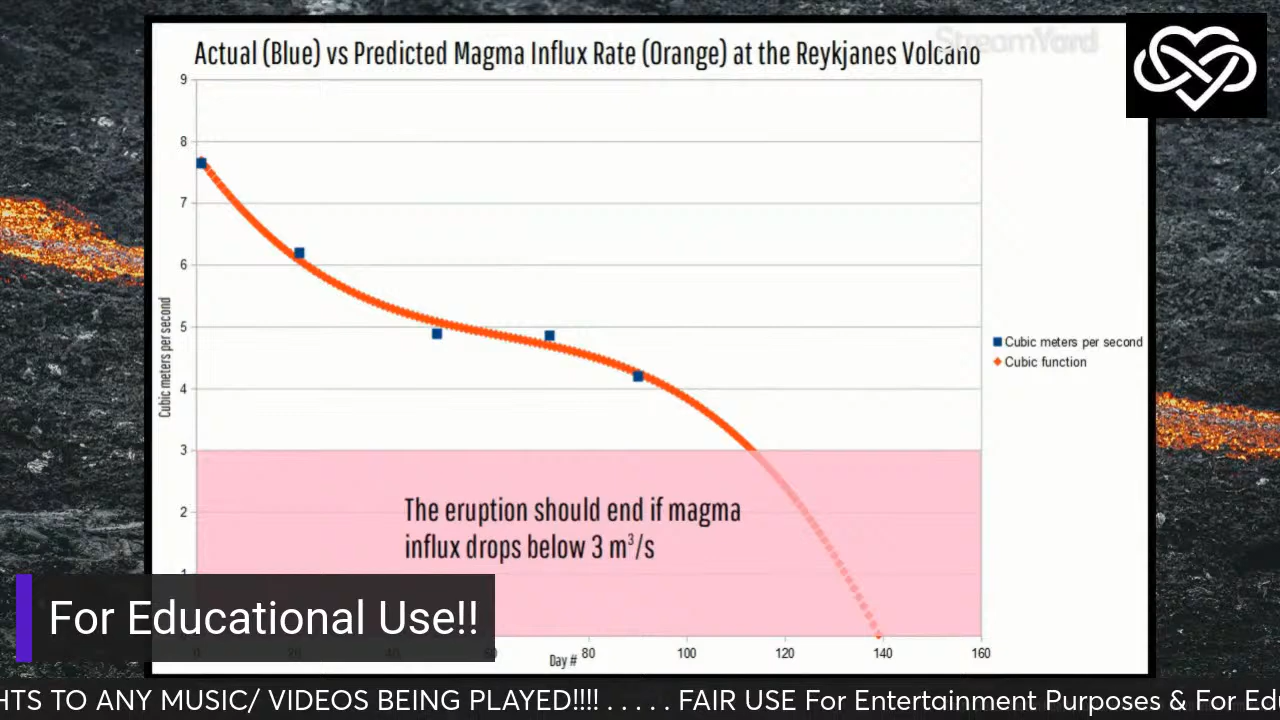 StreamYard
Actual (Blue) vs Predicted Magma Influx Rate (Orange) at the Reykjanes Volcano
9
8
7
6
5
4
3
2
1
Cubic meters per second
Cubic meters per second
Cubic function
The eruption should end if magma
influx drops below 3 m³/s
For Educational Use!!
0 20 40 60 80 100 120 140 160
Day #
HTS TO ANY MUSIC/ VIDEOS BEING PLAYED!!!! . . . . . FAIR USE For Entertainment Purposes & For Ed